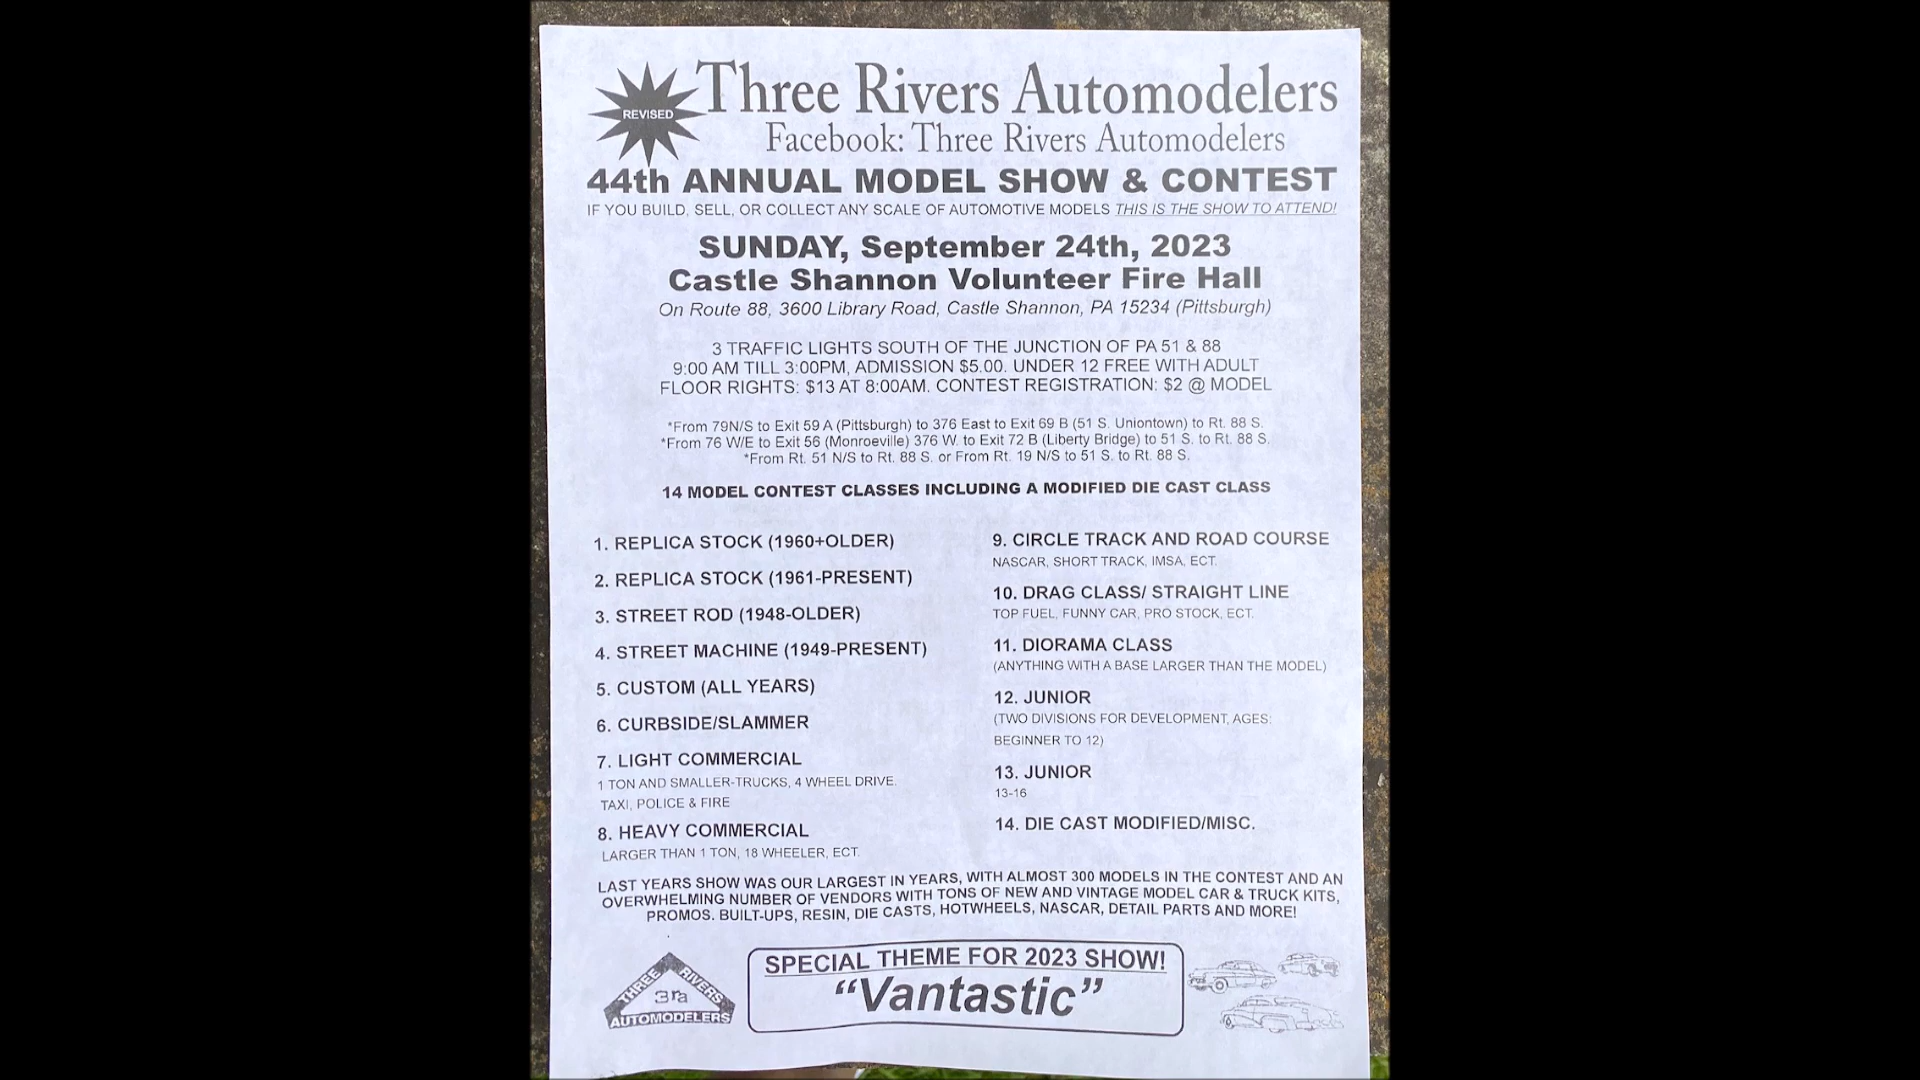 REVISED
Three Rivers Automodelers
Facebook: Three Rivers Automodelers
44th ANNUAL MODEL SHOW & CONTEST
IF YOU BUILD, SELL, OR COLLECT ANY SCALE OF AUTOMOTIVE MODELS THIS IS THE SHOW TO ATTEND!
SUNDAY, September 24th, 2023
Castle Shannon Volunteer Fire Hall
On Route 88, 3600 Library Road, Castle Shannon, PA 15234 (Pittsburgh)
3 TRAFFIC LIGHTS SOUTH OF THE JUNCTION OF PA 51 & 88
9:00 AM TILL 3:00PM, ADMISSION $5.00. UNDER 12 FREE WITH ADULT
FLOOR RIGHTS: $13 AT 8:00AM. CONTEST REGISTRATION: $2 @ MODEL
*From 79N/S to Exit 59 A (Pittsburgh) to 376 East to Exit 69 B (51 S. Uniontown) to Rt. 88 S.
*From 76 W/E to Exit 56 (Monroeville) 376 W. to Exit 72 B (Liberty Bridge) to 51 S. to Rt. 88 S.
*From Rt. 51 N/S to Rt. 88 S. or From Rt. 19 N/S to 51 S. to Rt. 88 S.
14 MODEL CONTEST CLASSES INCLUDING A MODIFIED DIE CAST CLASS
1. REPLICA STOCK (1960+OLDER)
2. REPLICA STOCK (1961-PRESENT)
3. STREET ROD (1948-OLDER)
4. STREET MACHINE (1949-PRESENT)
5. CUSTOM (ALL YEARS)
6. CURBSIDE/SLAMMER
7. LIGHT COMMERCIAL
1 TON AND SMALLER-TRUCKS, 4 WHEEL DRIVE.
TAXI, POLICE & FIRE
8. HEAVY COMMERCIAL
LARGER THAN 1 TON, 18 WHEELER, ECT.
9. CIRCLE TRACK AND ROAD COURSE
NASCAR, SHORT TRACK, IMSA, ECT.
10. DRAG CLASS/ STRAIGHT LINE
TOP FUEL, FUNNY CAR, PRO STOCK, ECT.
11. DIORAMA CLASS
(ANYTHING WITH A BASE LARGER THAN THE MODEL)
12. JUNIOR
(TWO DIVISIONS FOR DEVELOPMENT, AGES:
BEGINNER TO 12)
13. JUNIOR
13-16
14. DIE CAST MODIFIED/MISC.
LAST YEARS SHOW WAS OUR LARGEST IN YEARS, WITH ALMOST 300 MODELS IN THE CONTEST AND AN
OVERWHELMING NUMBER OF VENDORS WITH TONS OF NEW AND VINTAGE MODEL CAR & TRUCK KITS,
PROMOS. BUILT-UPS, RESIN, DIE CASTS, HOTWHEELS, NASCAR, DETAIL PARTS AND MORE!
THREE RIVERS
3ra
AUTOMODELERS
SPECIAL THEME FOR 2023 SHOW!
"Vantastic"